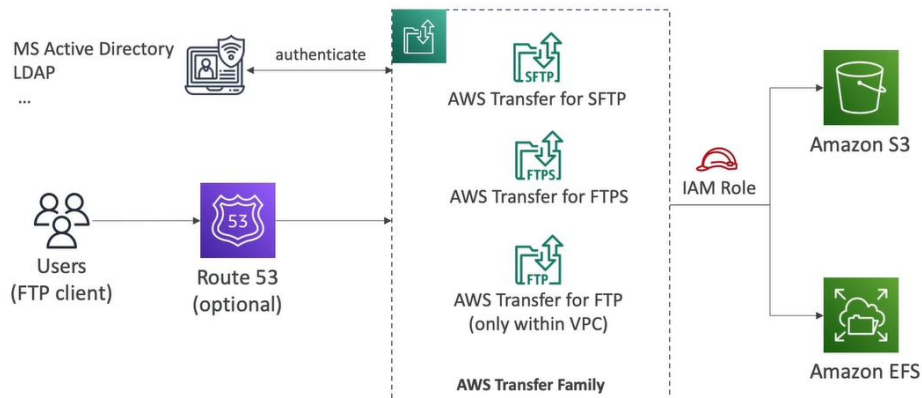 MS Active Directory
LDAP
...
authenticate
Users
(FTP client)
53
Route 53
(optional)
SFTP
AWS Transfer for SFTP
FTPS
AWS Transfer for FTPS
FTP
AWS Transfer for FTP
(only within VPC)
AWS Transfer Family
IAM Role
Amazon S3
Amazon EFS